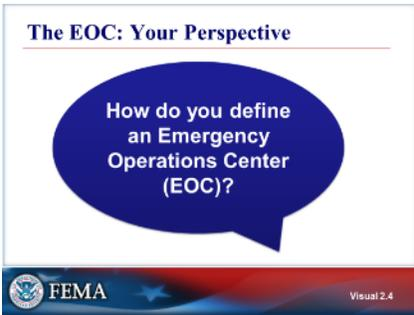 The EOC: Your Perspective
How do you define
an Emergency
Operations Center
(EOC)?
FEMA
Visual 2.4